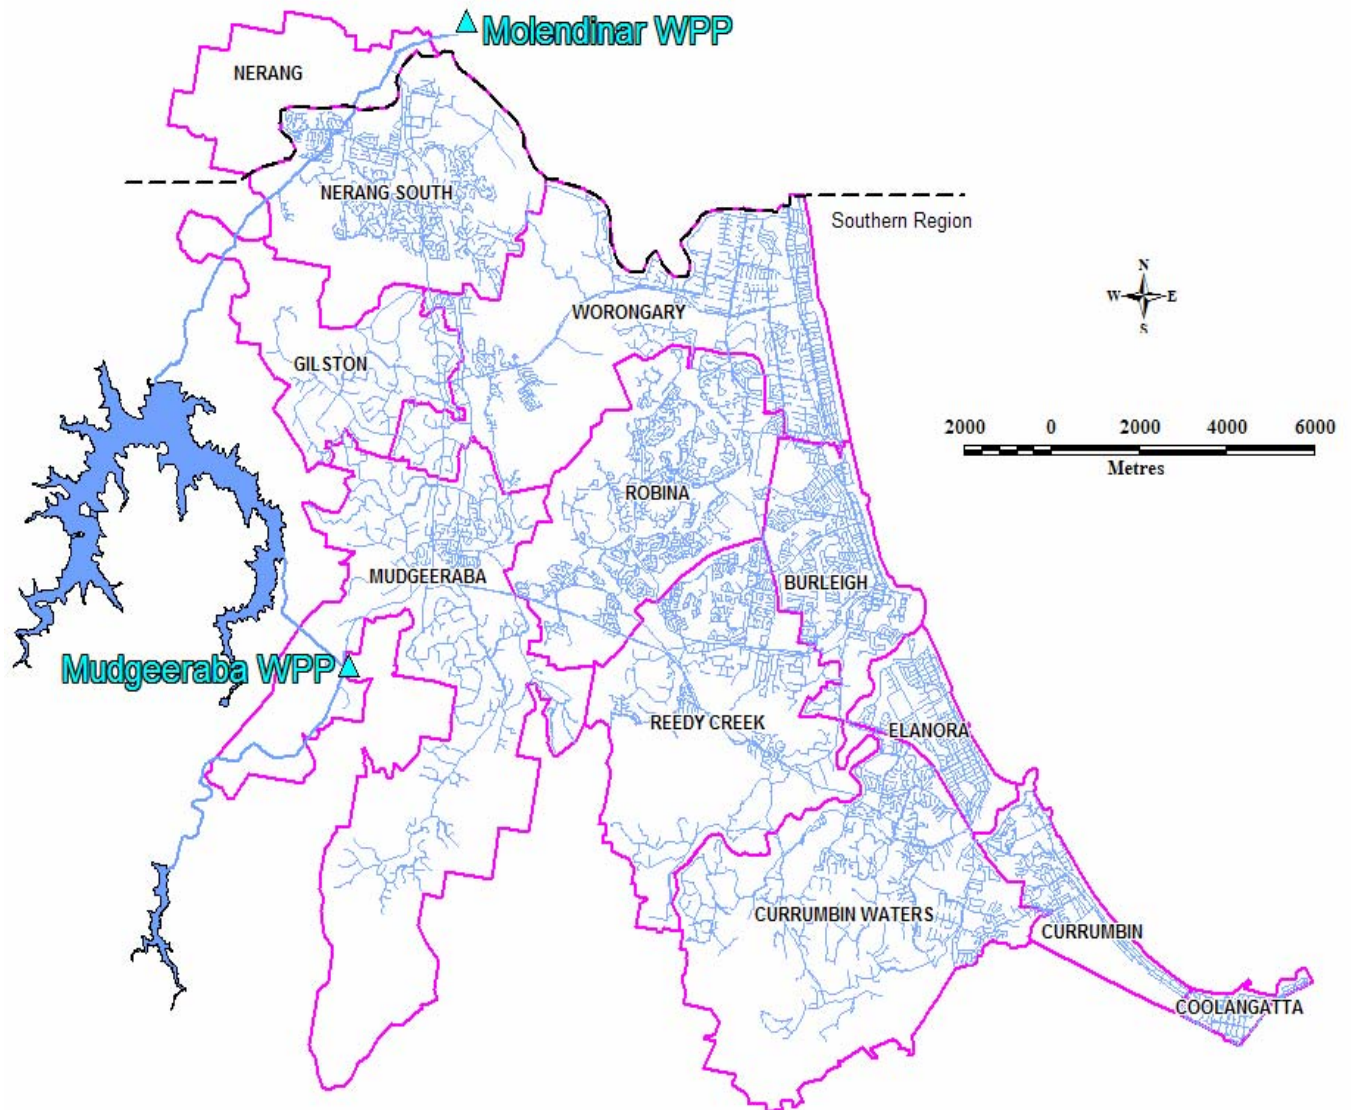 Molendinar WPP
NERANG
NERANG SOUTH
Southern Region
N
W E
S
WORONGARY
GILSTON
2000 0 2000 4000 6000
Metres
ROBINA
MUDGEERABA
BURLEIGH
Mudgeeraba WPP
REEDY CREEK
ELANORA
CURRUMBIN WATERS
CURRUMBIN
COOLANGATTA